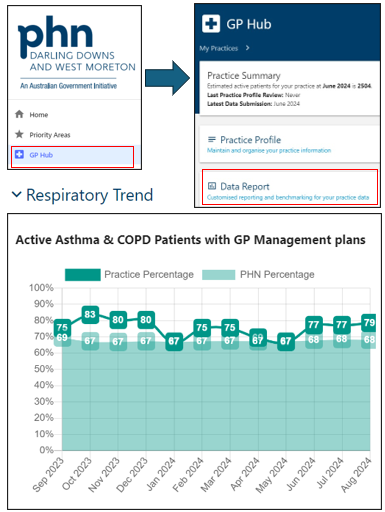 phn
DARLING DOWNS
AND WEST MORETON
An Australian Government Initiative
Home
Priority Areas
GP Hub
GP Hub
My Practices
Practice Summary
Estimated active patients for your practice at June 2024 is 2504.
Last Practice Profile Review: Never
Latest Data Submission: June 2024
Practice Profile
Maintain and organise your practice information
Data Report
Customised reporting and benchmarking for your practice data.
Respiratory Trend
Active Asthma & COPD Patients with GP Management plans
Practice Percentage PHN Percentage
100%
90%
80%
70%
60%
50%
40%
30%
20%
10%
0%
75 83 80 80 67 75 75 67 67 77 77 79
69 67 67 67 67 67 68 68 68
Sep 2023 Oct 2023 Nov 2023 Dec 2023 Jan 2024 Feb 2024 Mar 2024 Apr 2024 May 2024 Jun 2024 Jul 2024 Aug 2024